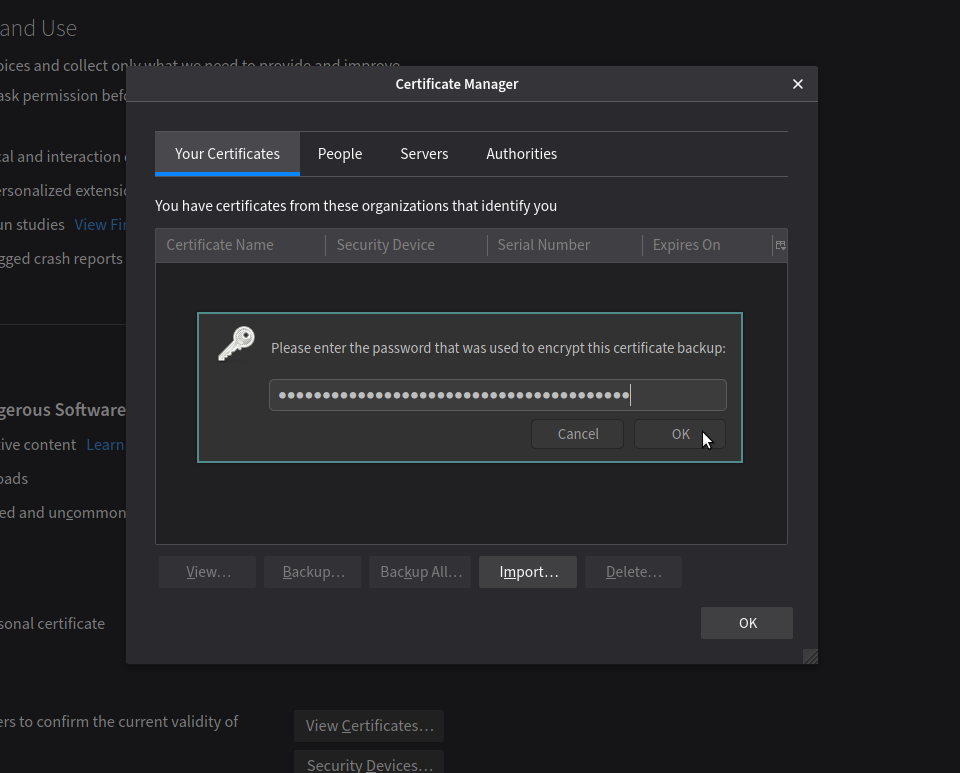 and Use
oices and collect only what we need to provide and improve
ask permission befo
Certificate Manager
cal and interaction
ersonalized extensio
un studies View Fir
gged crash reports
Your Certificates People Servers Authorities
You have certificates from these organizations that identify you
Certificate Name Security Device Serial Number Expires On
Please enter the password that was used to encrypt this certificate backup:
●●●●●●●●●●●●●●●●●●●●●●●●●●●●●●●●●●●●●●●●
Cancel OK
gerous Software
tive content Learn
oads
ed and uncommon
View… Backup… Backup All… Import… Delete…
OK
sonal certificate
ers to confirm the current validity of
View Certificates…
Security Devices…